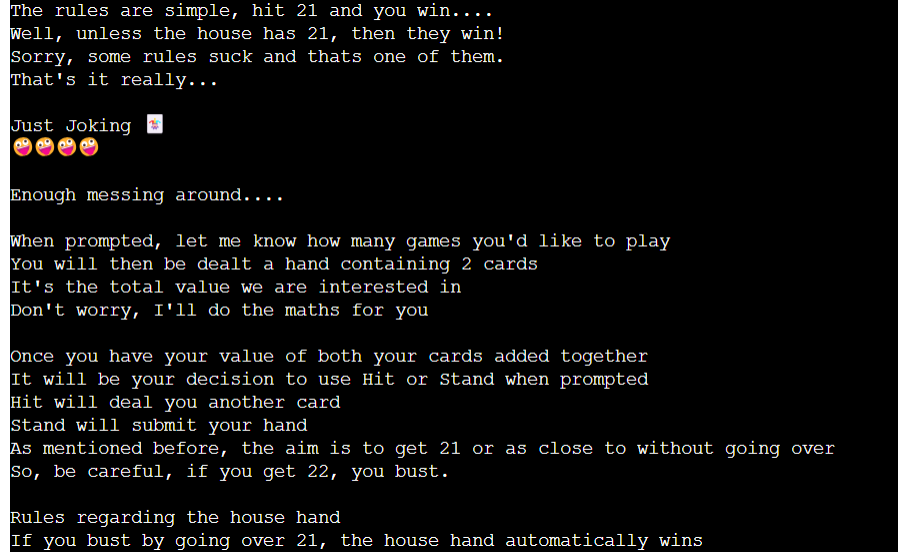 The rules are simple, hit 21 and you win....
Well, unless the house has 21, then they win!
Sorry, some rules suck and thats one of them.
That's it really...
Just Joking 🃏
🤪🤪🤪🤪
Enough messing around....
When prompted, let me know how many games you'd like to play
You will then be dealt a hand containing 2 cards
It's the total value we are interested in
Don't worry, I'll do the maths for you
Once you have your value of both your cards added together
It will be your decision to use Hit or Stand when prompted
Hit will deal you another card
Stand will submit your hand
As mentioned before, the aim is to get 21 or as close to without going over
So, be careful, if you get 22, you bust.
Rules regarding the house hand
If you bust by going over 21, the house hand automatically wins